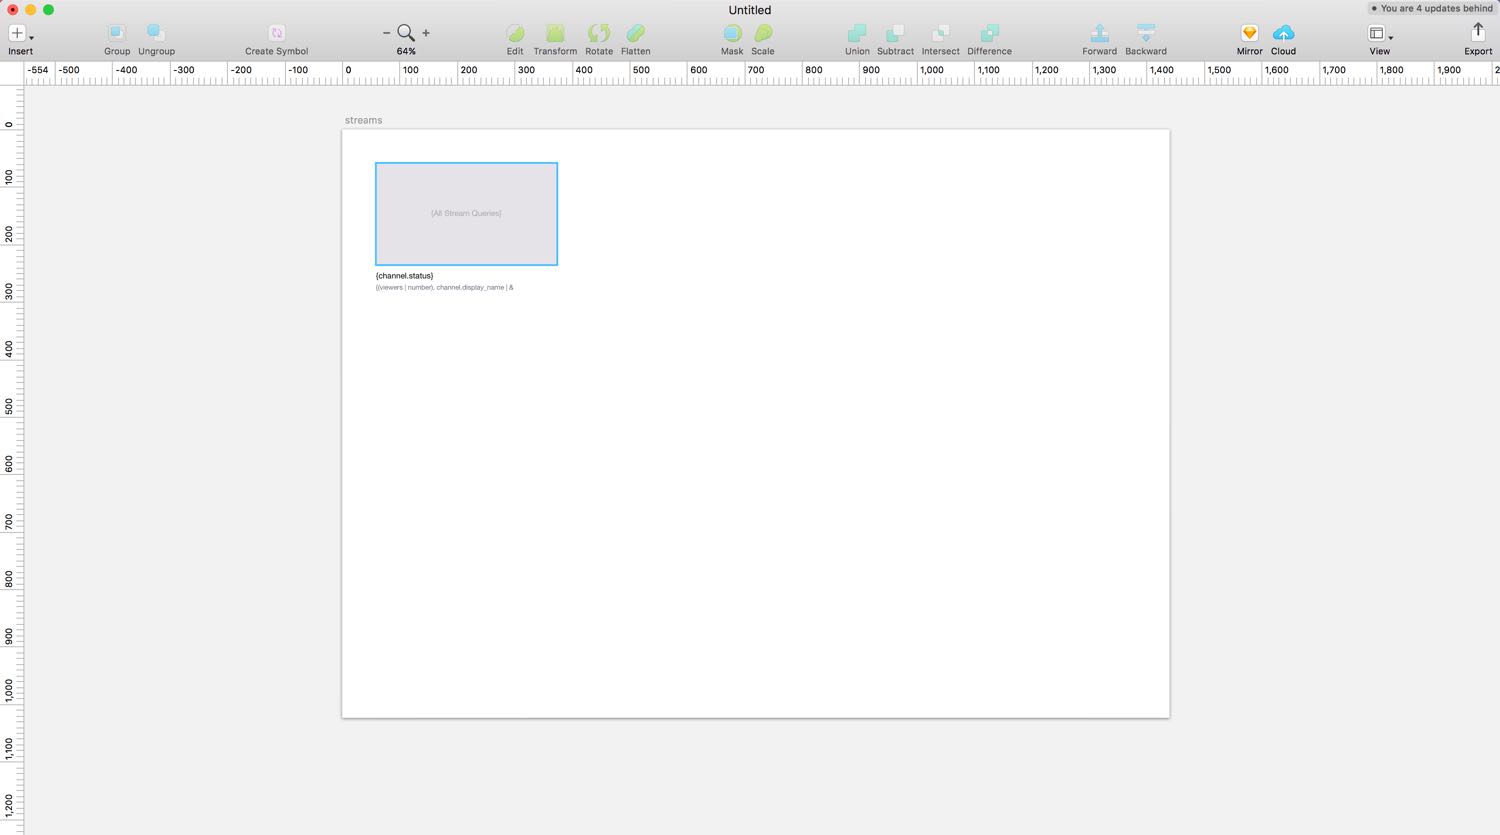 Untitled
You are 4 updates behind
Insert
Group
Ungroup
Create Symbol
64%
Edit
Transform
Rotate
Flatten
Mask
Scale
Union
Subtract
Intersect
Difference
Forward
Backward
Mirror
Cloud
View
Export
-554 -500 -400 -300 -200 -100 0 100 200 300 400 500 600 700 800 900 1,000 1,100 1,200 1,300 1,400 1,500 1,600 1,700 1,800 1,900 2
0
100
200
300
400
500
600
700
800
900
1,000
1,100
1,200
streams
{All Stream Queries}
{channel.status}
{(viewers | number), channel.display_name | &